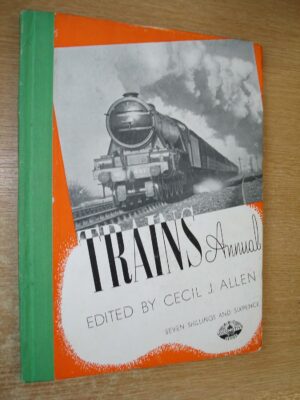 TRAINS Annual
EDITED BY CECIL J. ALLEN
SEVEN SHILLINGS AND SIXPENCE